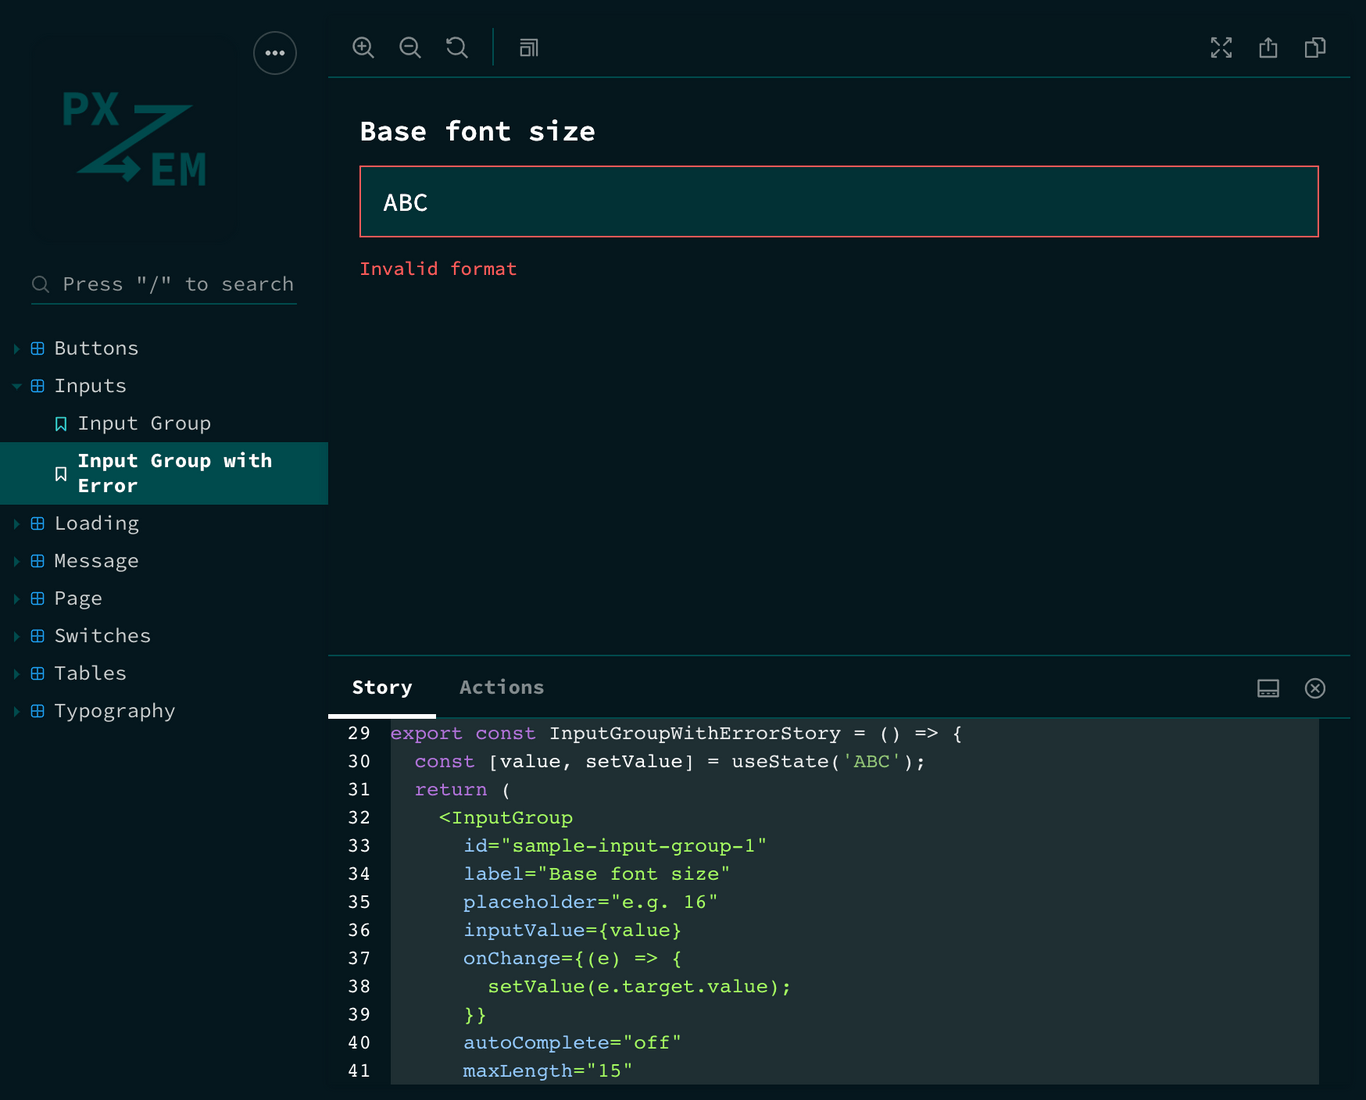 PX
EM
Press "/" to search
Buttons
Inputs
Input Group
Input Group with
Error
Loading
Message
Page
Switches
Tables
Typography
Base font size
ABC
Invalid format
Story
Actions
29 export const InputGroupWithErrorStory = () => {
30 const [value, setValue] = useState('ABC');
31 return (
32 <InputGroup
33 id="sample-input-group-1"
34 label="Base font size"
35 placeholder="e.g. 16"
36 inputValue={value}
37 onChange={(e) => {
38 setValue(e.target.value);
39 }}
40 autoComplete="off"
41 maxLength="15"